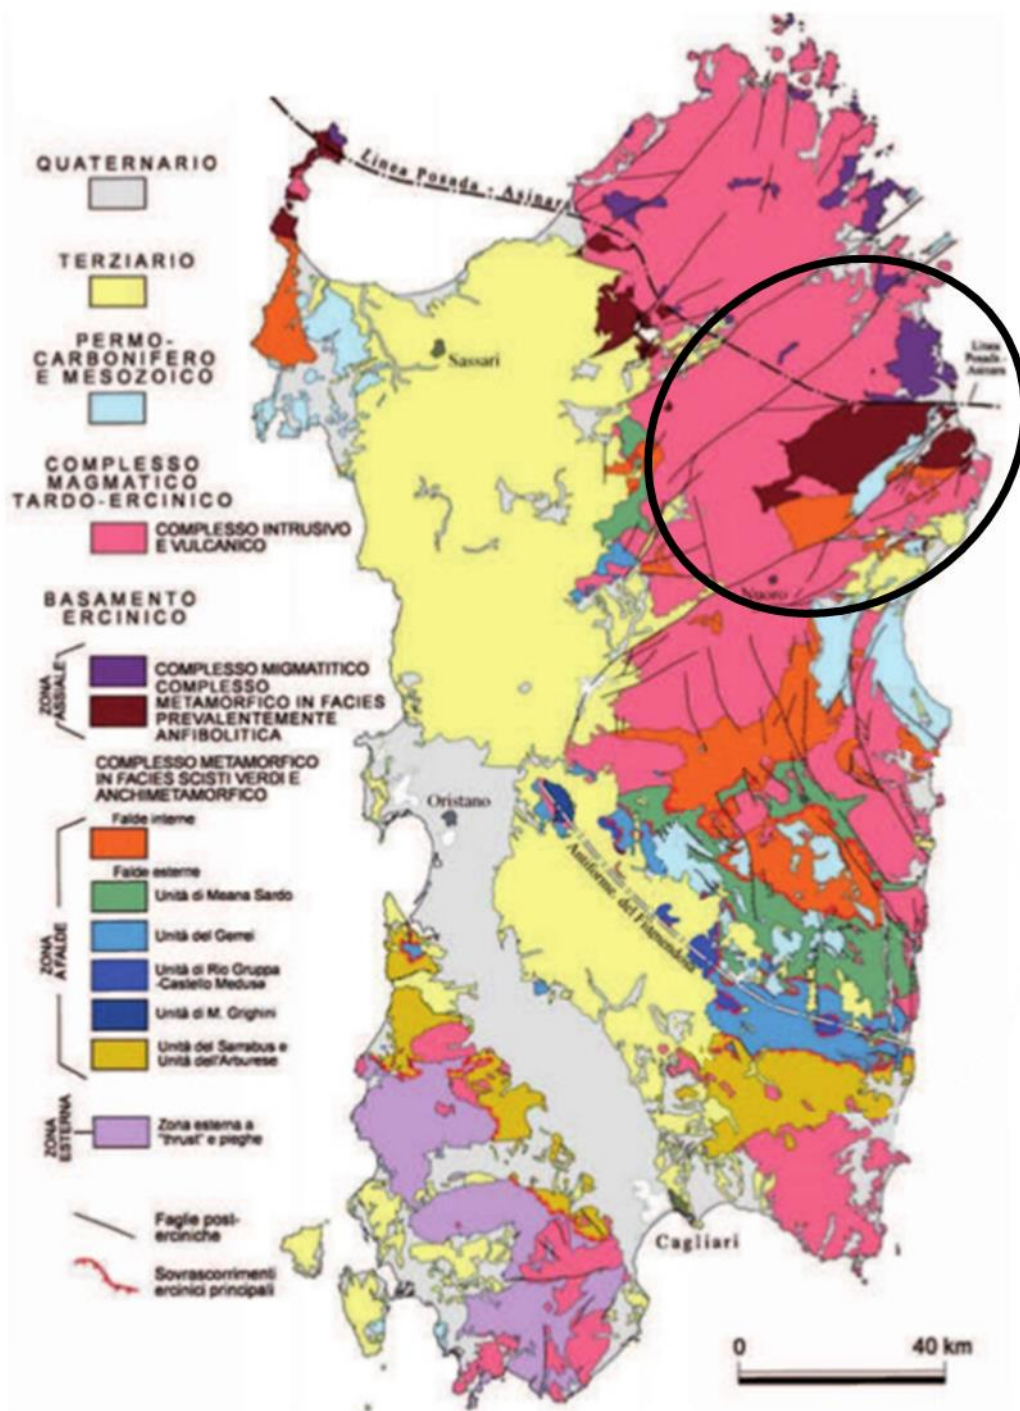 QUATERNARIO
TERZIARIO
PERMO-
CARBONIFERO
E MESOZOICO
COMPLESSO
MAGMATICO
TARDO-ERCINICO
COMPLESSO INTRUSIVO
E VULCANICO
BASAMENTO
ERCINICO
ZONA
ASSIALE
COMPLESSO MIGMATITICO
COMPLESSO
METAMORFICO IN FACIES
PREVALENTEMENTE
ANFIBOLITICA
COMPLESSO METAMORFICO
IN FACIES SCISTI VERDI E
ANCHIMETAMORFICO
ZONA
A FALDE
Falde interne
Falde esterne
Unità di Meana Sardo
Unità del Gerrei
Unità di Rio Gruppa
-Castello Medusa
Unità di M. Grighini
Unità del Sarrabus e
Unità dell'Arburese
ZONA
ESTERNA
Zona esterna a
"thrust" e pieghe
Faglie post-
erciniche
Sovrascorrimenti
ercinici principali
Linea Posada - Asinara
Sassari
Linea
Posada -
Asinara
Nuoro
Oristano
Antiforme del Flumendosa
Cagliari
0 40 km